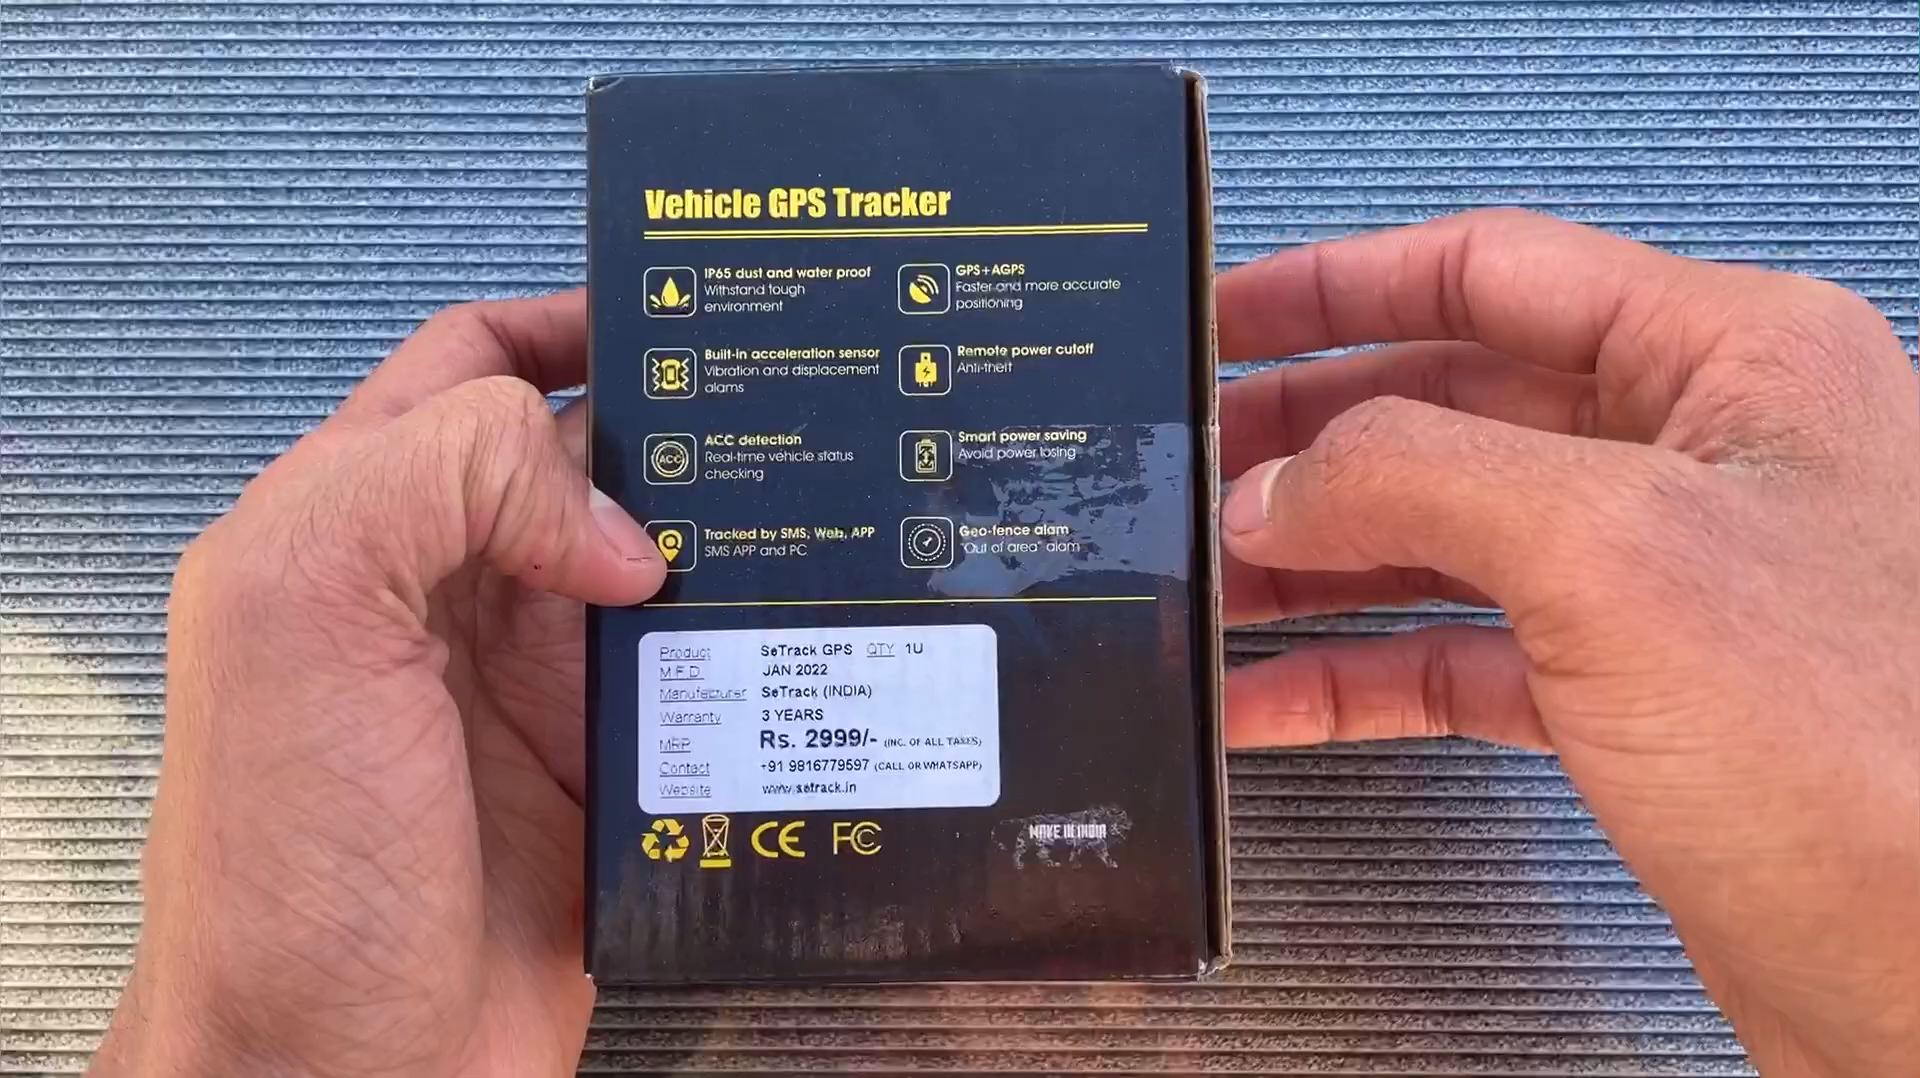 Vehicle GPS Tracker
IP65 dust and water proof
Withstand tough
environment
GPS+AGPS
Faster and more accurate
positioning
Built-in acceleration sensor
Vibration and displacement
alams
Remote power cutoff
Anti-theft
ACC
ACC detection
Real-time vehicle status
checking
Smart power saving
Avoid power losing
Tracked by SMS, Web, APP
SMS APP and PC
Geo-fence alam
"Out of area" alam
Product SeTrack GPS QTY 1U
M F D JAN 2022
Manufacturer SeTrack (INDIA)
Warranty 3 YEARS
MRP Rs. 2999/- (INC. OF ALL TAXES)
Contact +91 9816779597 (CALL OR WHATSAPP)
Website www.setrack.in
CE FC
MAKE IN INDIA